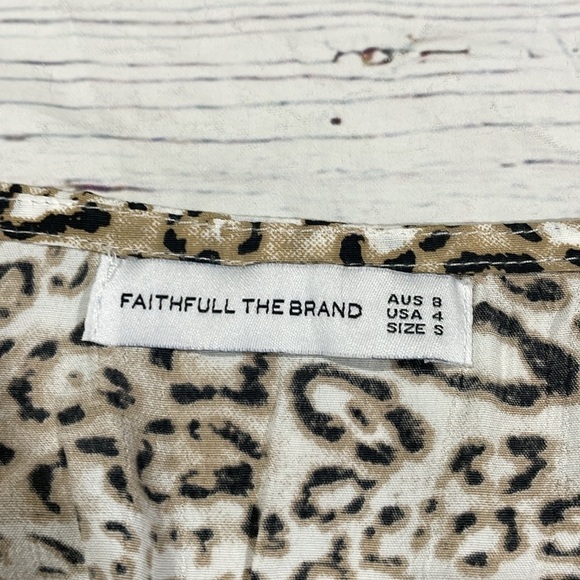 FAITHFULL THE BRAND
AUS 8
USA 4
SIZE S